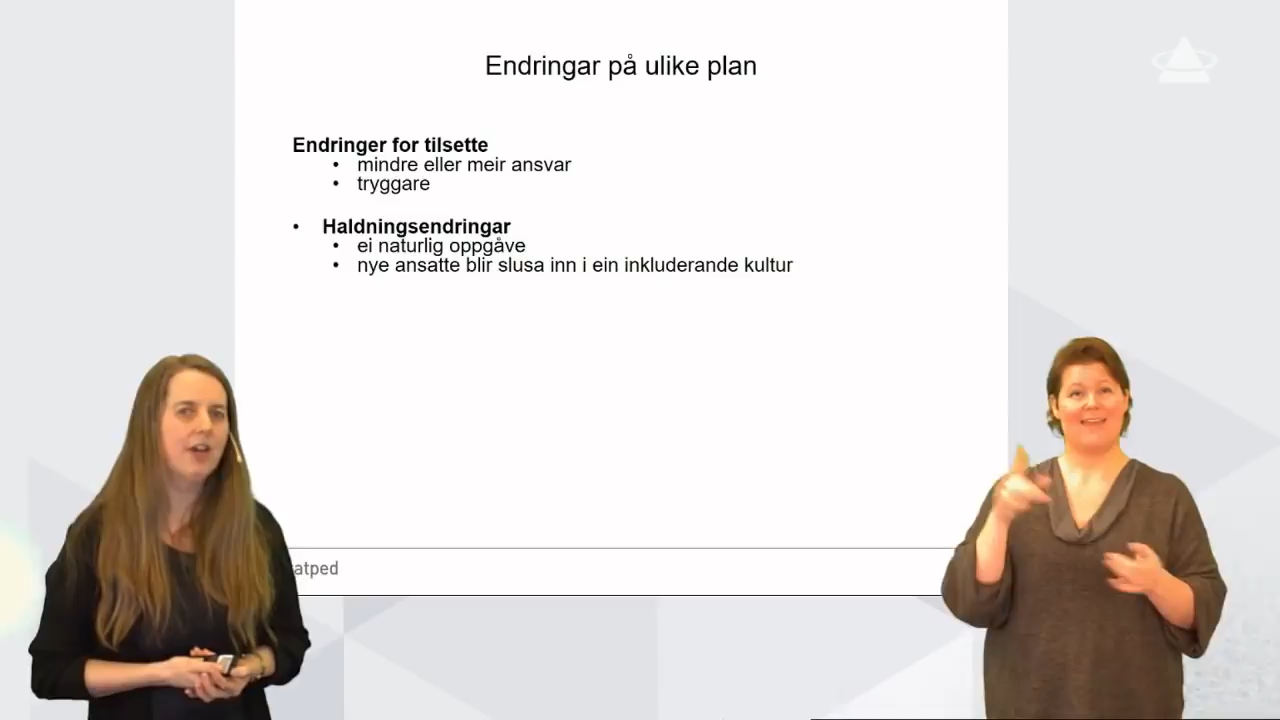 Endringar på ulike plan
Endringer for tilsette
• mindre eller meir ansvar
• tryggare
• Haldningsendringar
• ei naturlig oppgåve
• nye ansatte blir slusa inn i ein inkluderande kultur
atped